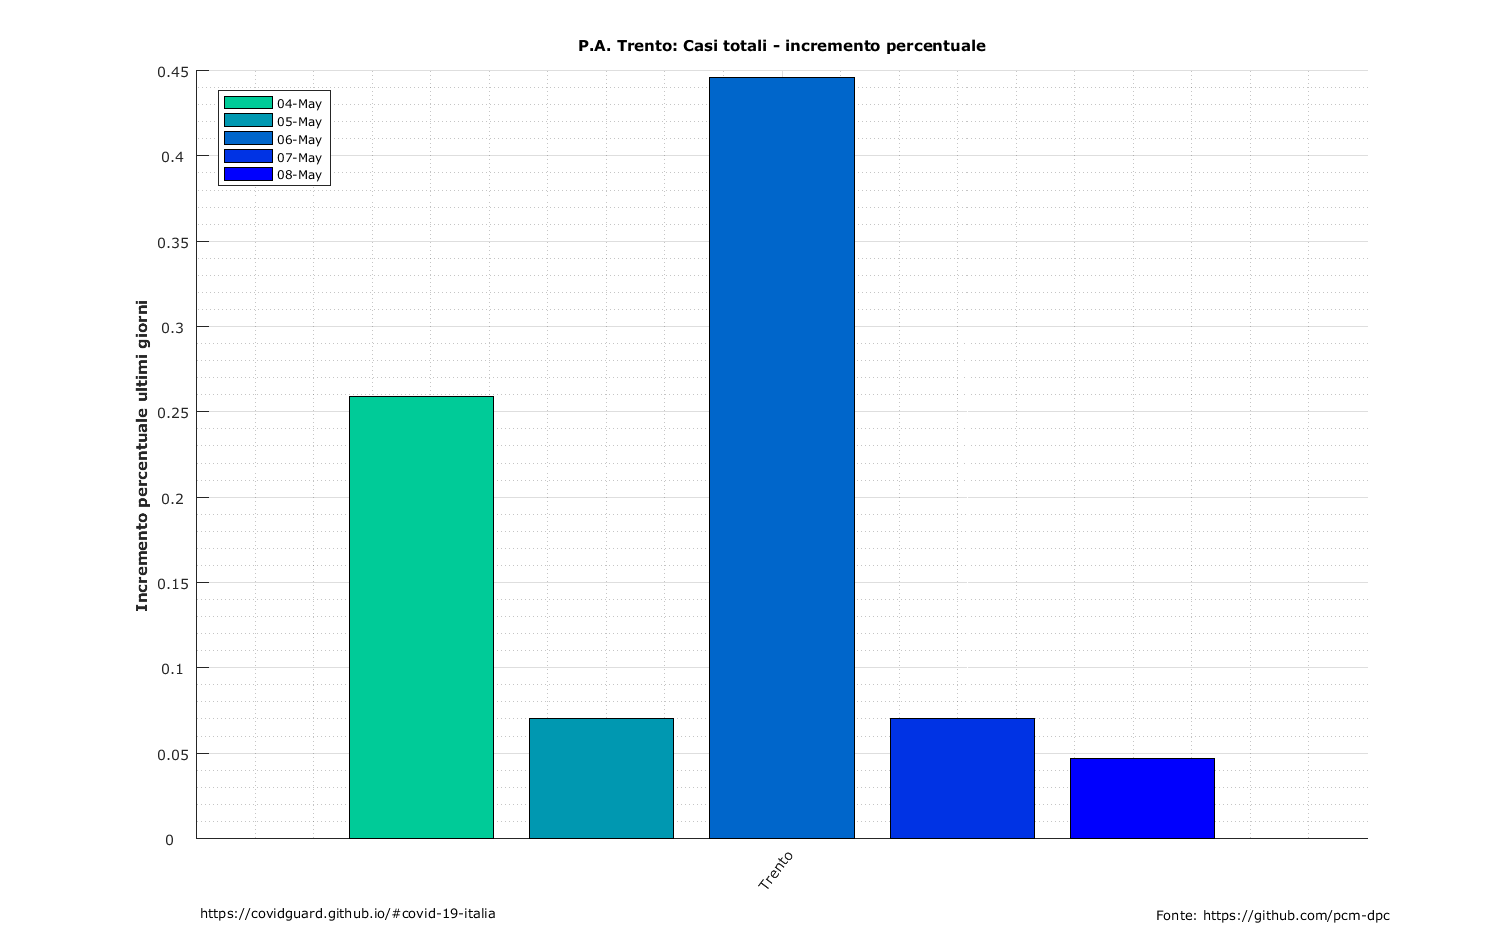 P.A. Trento: Casi totali - incremento percentuale
0.45
0.4
0.35
0.3
0.25
0.2
0.15
0.1
0.05
0
04-May
05-May
06-May
07-May
08-May
Incremento percentuale ultimi giorni
Trento
https://covidguard.github.io/#covid-19-italia
Fonte: https://github.com/pcm-dpc